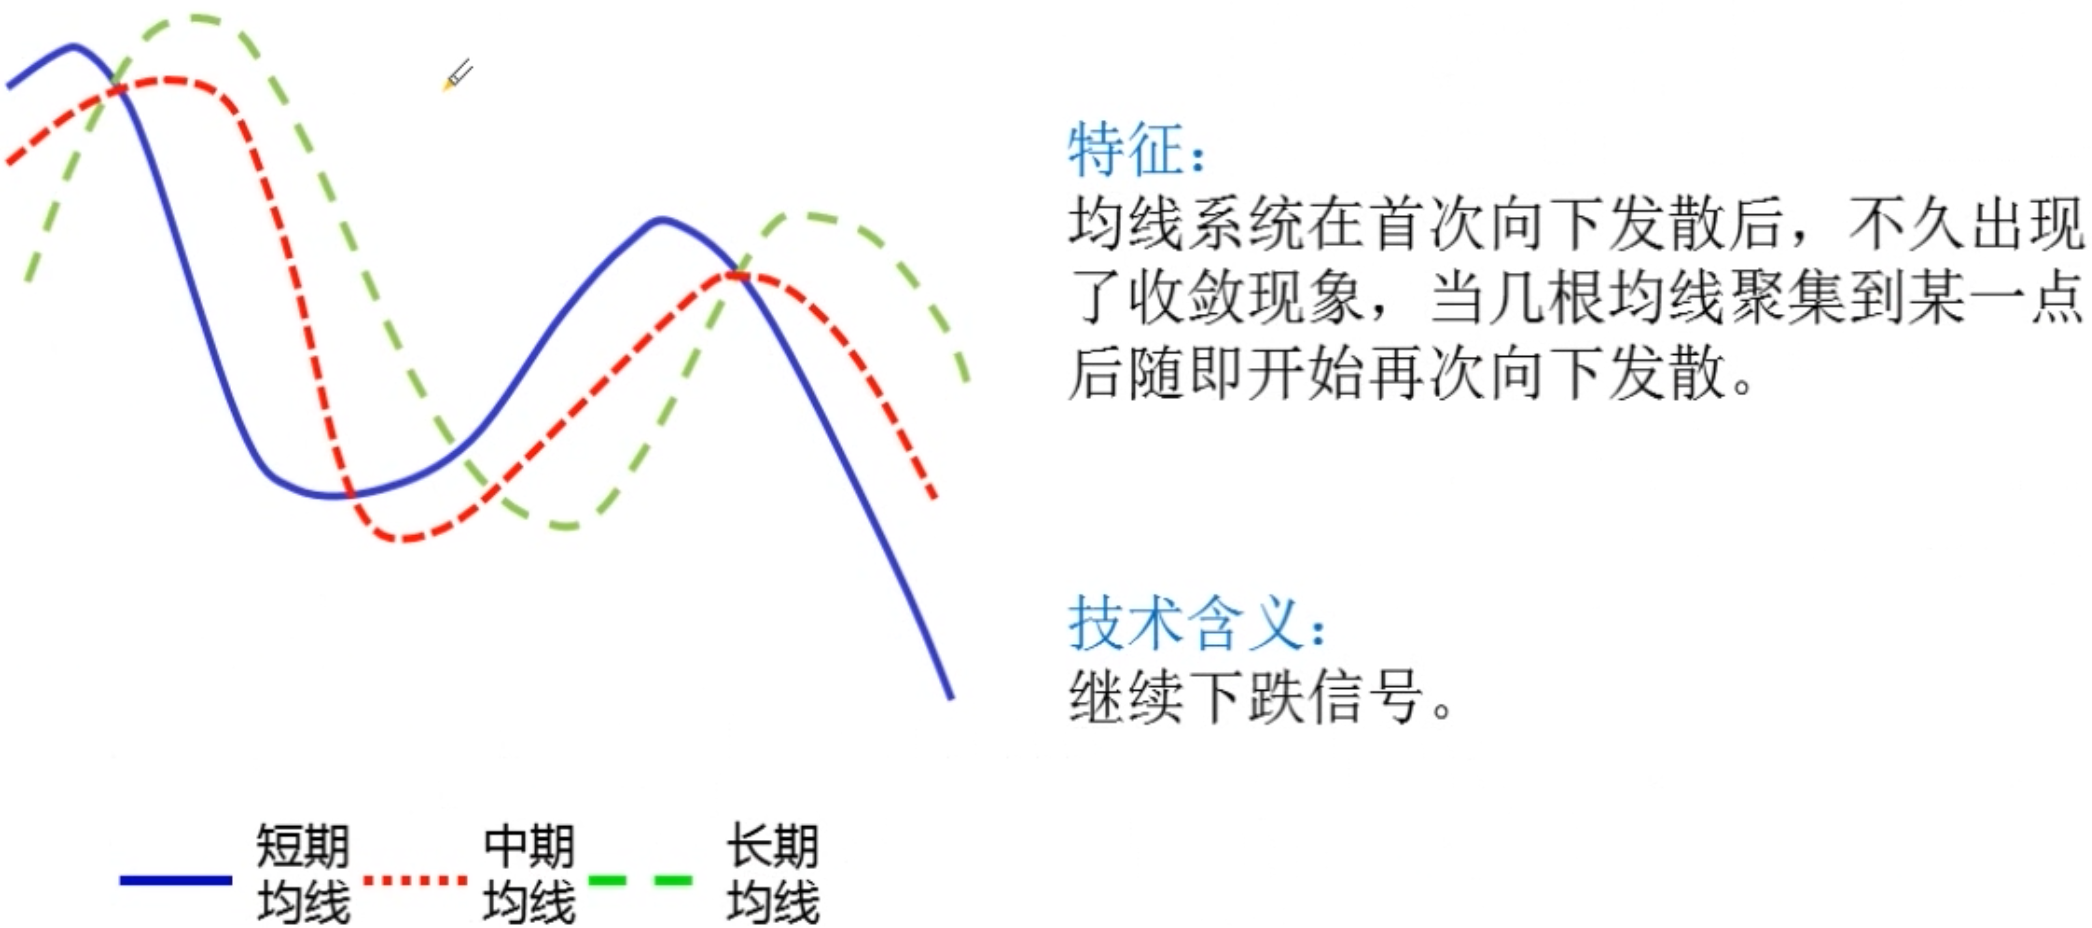 特征：
均线系统在首次向下发散后，不久出现
了收敛现象，当几根均线聚集到某一点
后随即开始再次向下发散。
技术含义：
继续下跌信号。
短期
均线
中期
均线
长期
均线